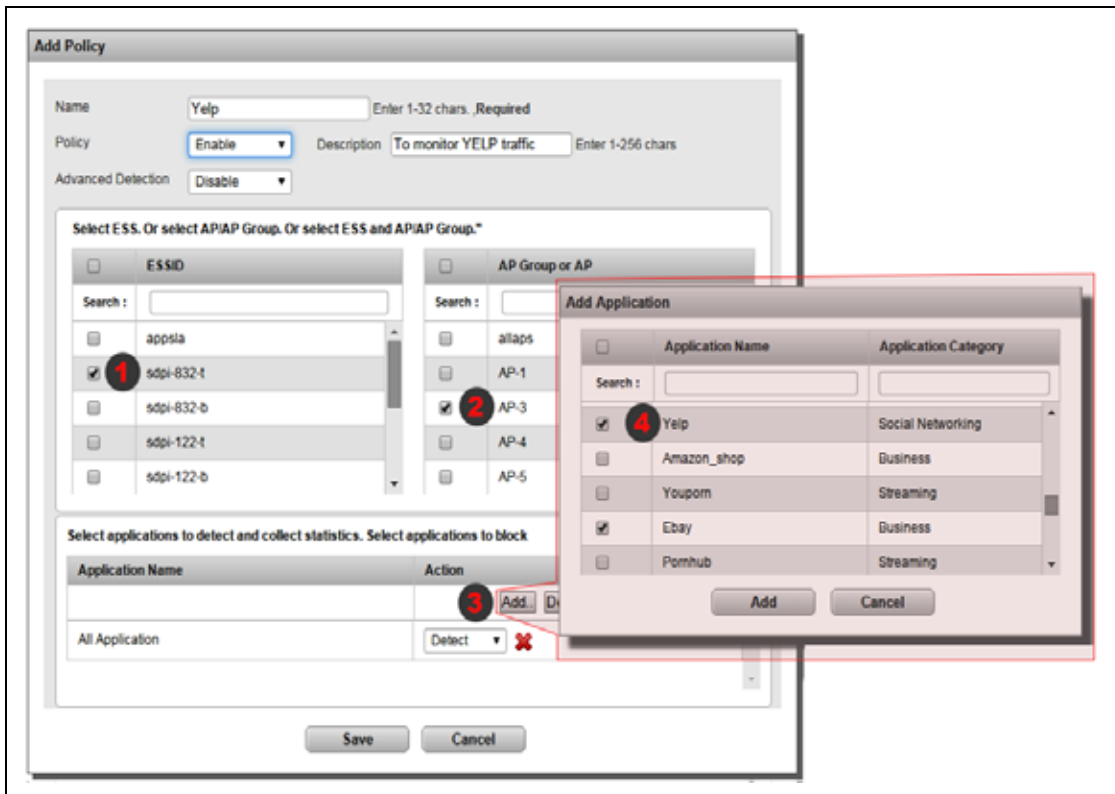 Add Policy
Name Yelp Enter 1-32 chars. ,Required
Policy Enable Description To monitor YELP traffic Enter 1-256 chars
Advanced Detection Disable
Select ESS. Or select AP/AP Group. Or select ESS and AP/AP Group."
ESSID AP Group or AP
Search : Search :
appsla allaps
1 sdpi-832-t AP-1
sdpi-832-b 2 AP-3
sdpi-122-t AP-4
sdpi-122-b AP-5
Select applications to detect and collect statistics. Select applications to block
Application Name Action
3 Add.. De
All Application Detect
Save Cancel
Add Application
Application Name Application Category
Search :
4 Yelp Social Networking
Amazon_shop Business
Youporn Streaming
Ebay Business
Pornhub Streaming
Add Cancel